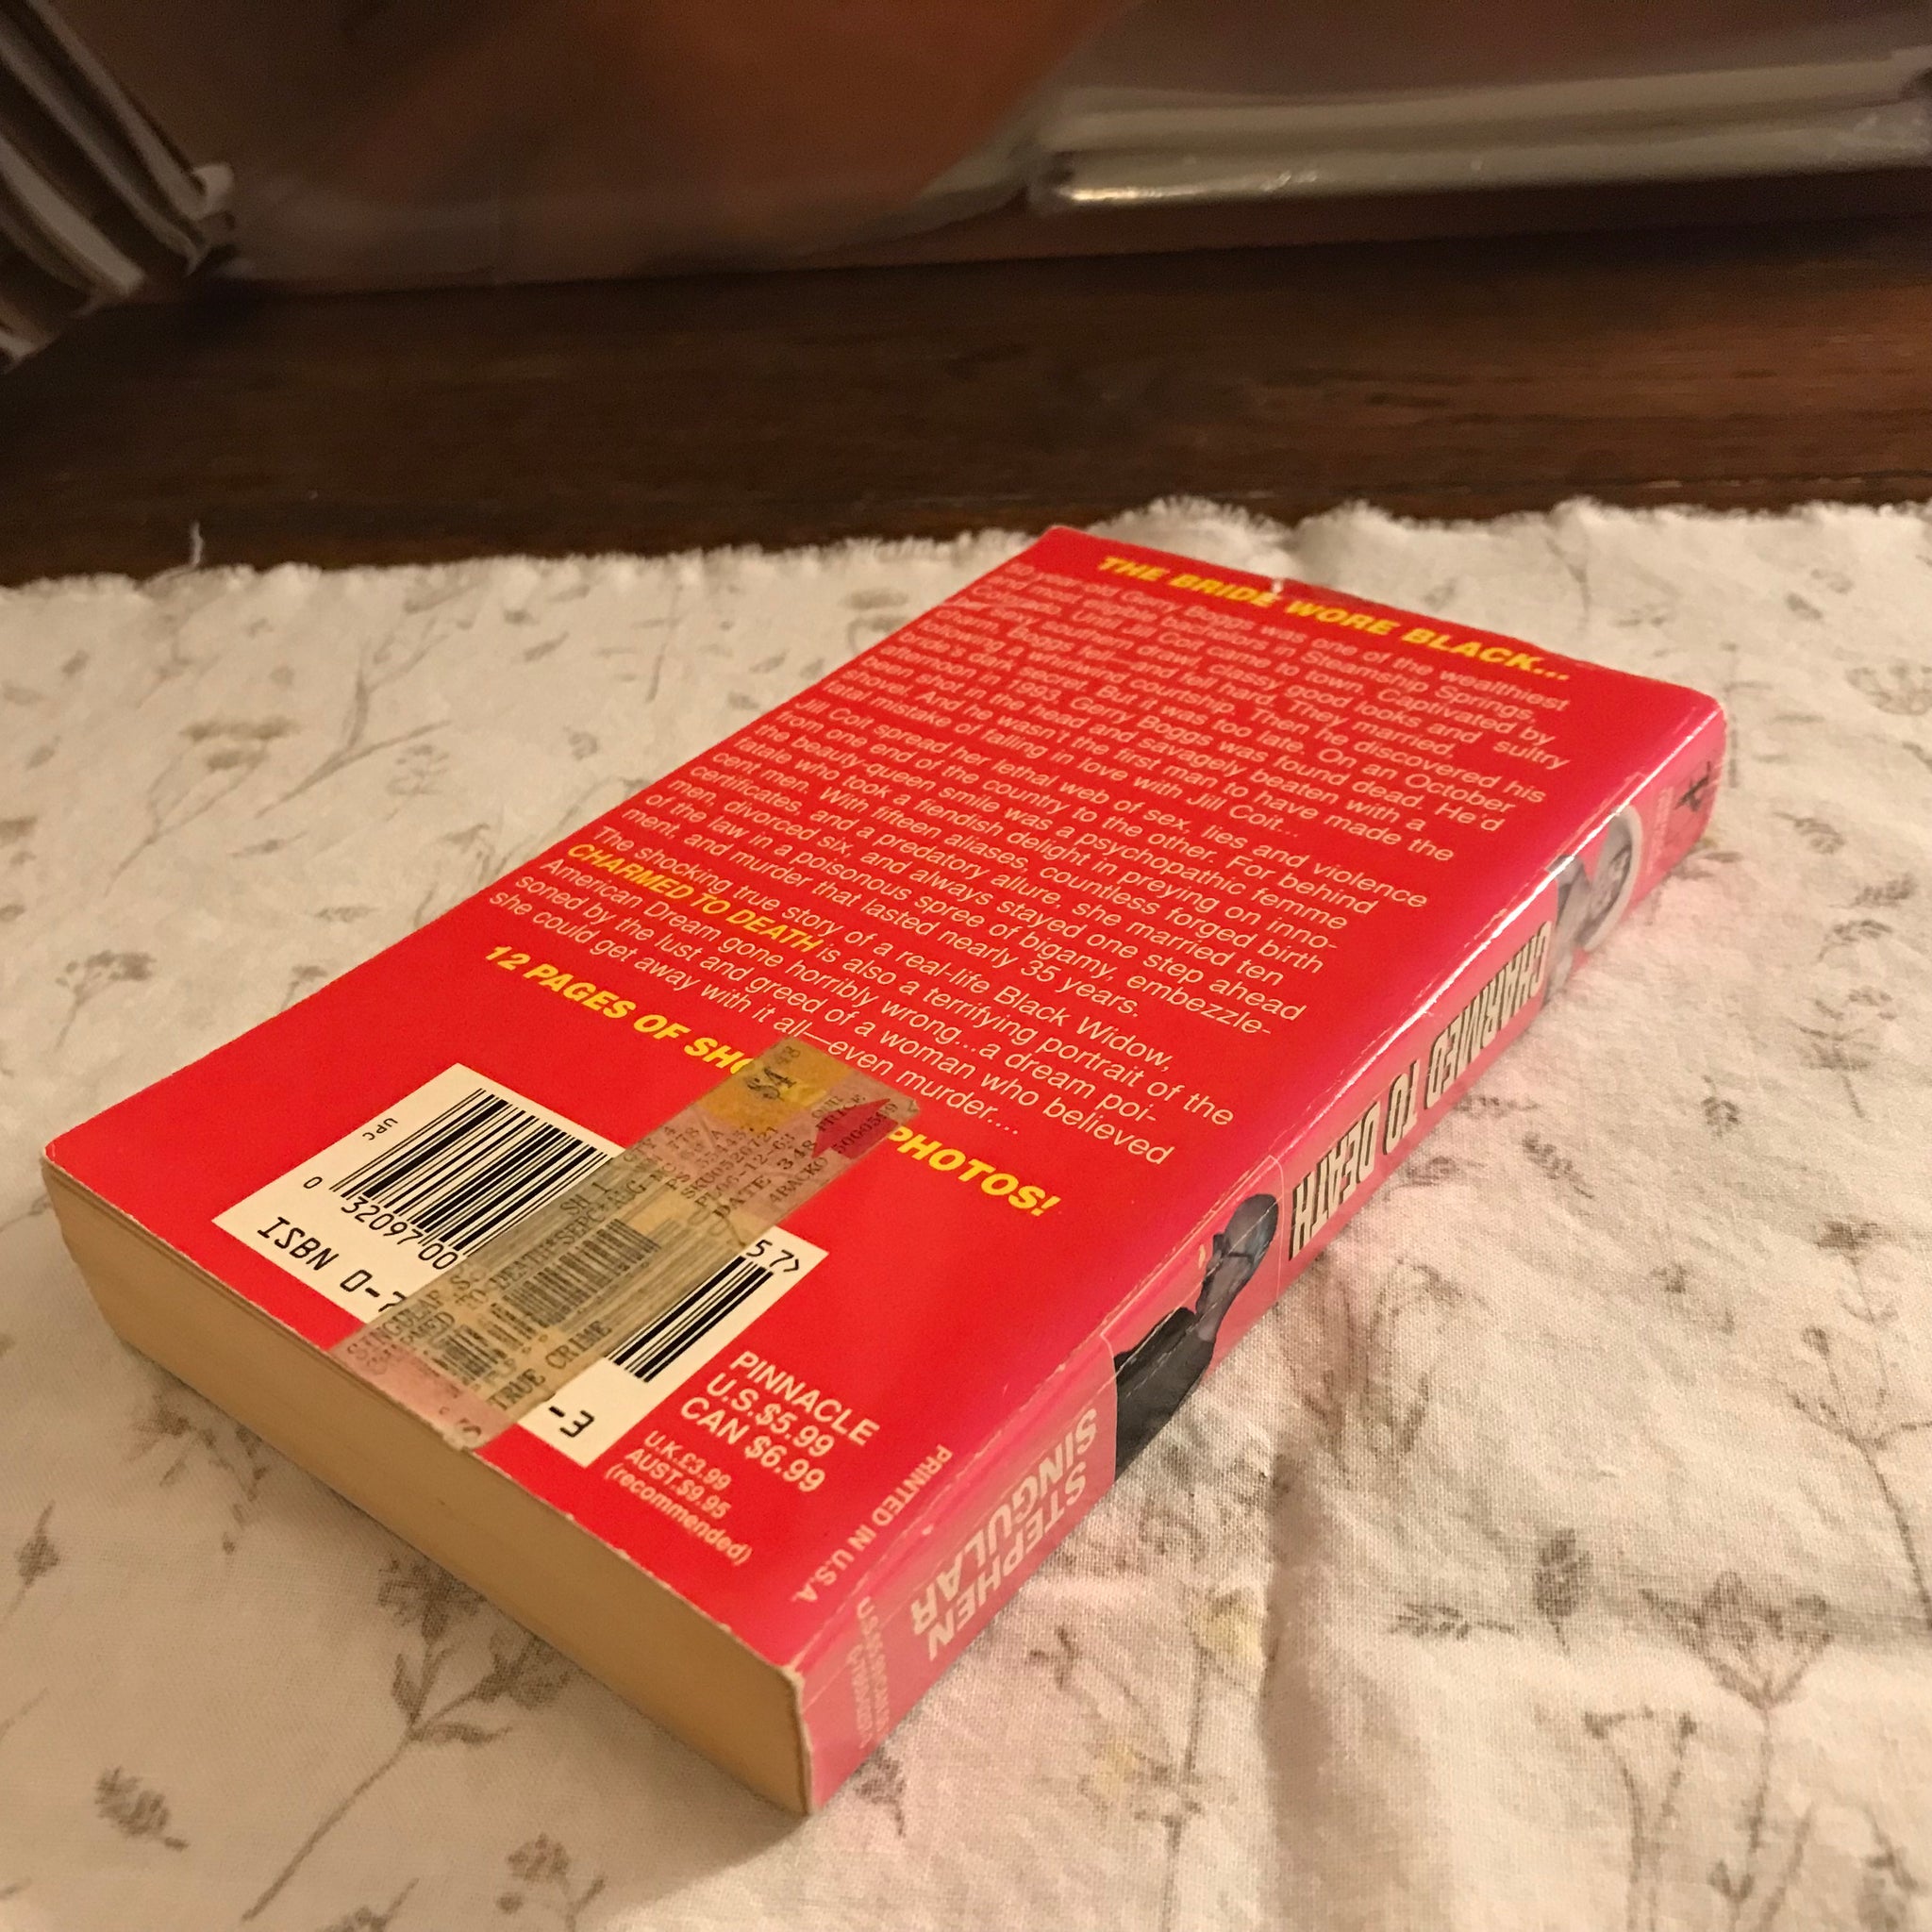 THE BRIDE WORE BLACK...
year-old Gerry Boggs was one of the wealthiest
and most eligible bachelors in Steamship Springs,
Colorado. Until Jill Coit came to town. Captivated by
her sexy southern drawl, classy good looks and sultry
charm, Boggs fell—and fell hard. They married,
following a whirlwind courtship. Then he discovered his
bride's dark secret. But it was too late. On an October
afternoon in 1993, Gerry Boggs was found dead. He'd
been shot in the head and savagely beaten with a
shovel. And he wasn't the first man to have made the
fatal mistake of falling in love with Jill Coit...
Jill Coit spread her lethal web of sex, lies and violence
from one end of the country to the other. For behind
the beauty-queen smile was a psychopathic femme
fatale who took a fiendish delight in preying on inno-
cent men. With fifteen aliases, countless forged birth
certificates, and a predatory allure, she married ten
men, divorced six, and always stayed one step ahead
of the law in a poisonous spree of bigamy, embezzle-
ment, and murder that lasted nearly 35 years.
The shocking true story of a real-life Black Widow,
CHARMED TO DEATH is also a terrifying portrait of the
American Dream gone horribly wrong...a dream poi-
soned by the lust and greed of a woman who believed
she could get away with it all—even murder....
12 PAGES OF PHOTOS!
$4
TRUE CRIME
UPC
0 32097 00
57>
ISBN 0-7
-3
PINNACLE
U.S.$5.99
CAN $6.99
U.K.£3.99
AUST.$9.95
(recommended)
PRINTED IN U.S.A.
CHARMED TO DEATH
STEPHEN
SINGULAR